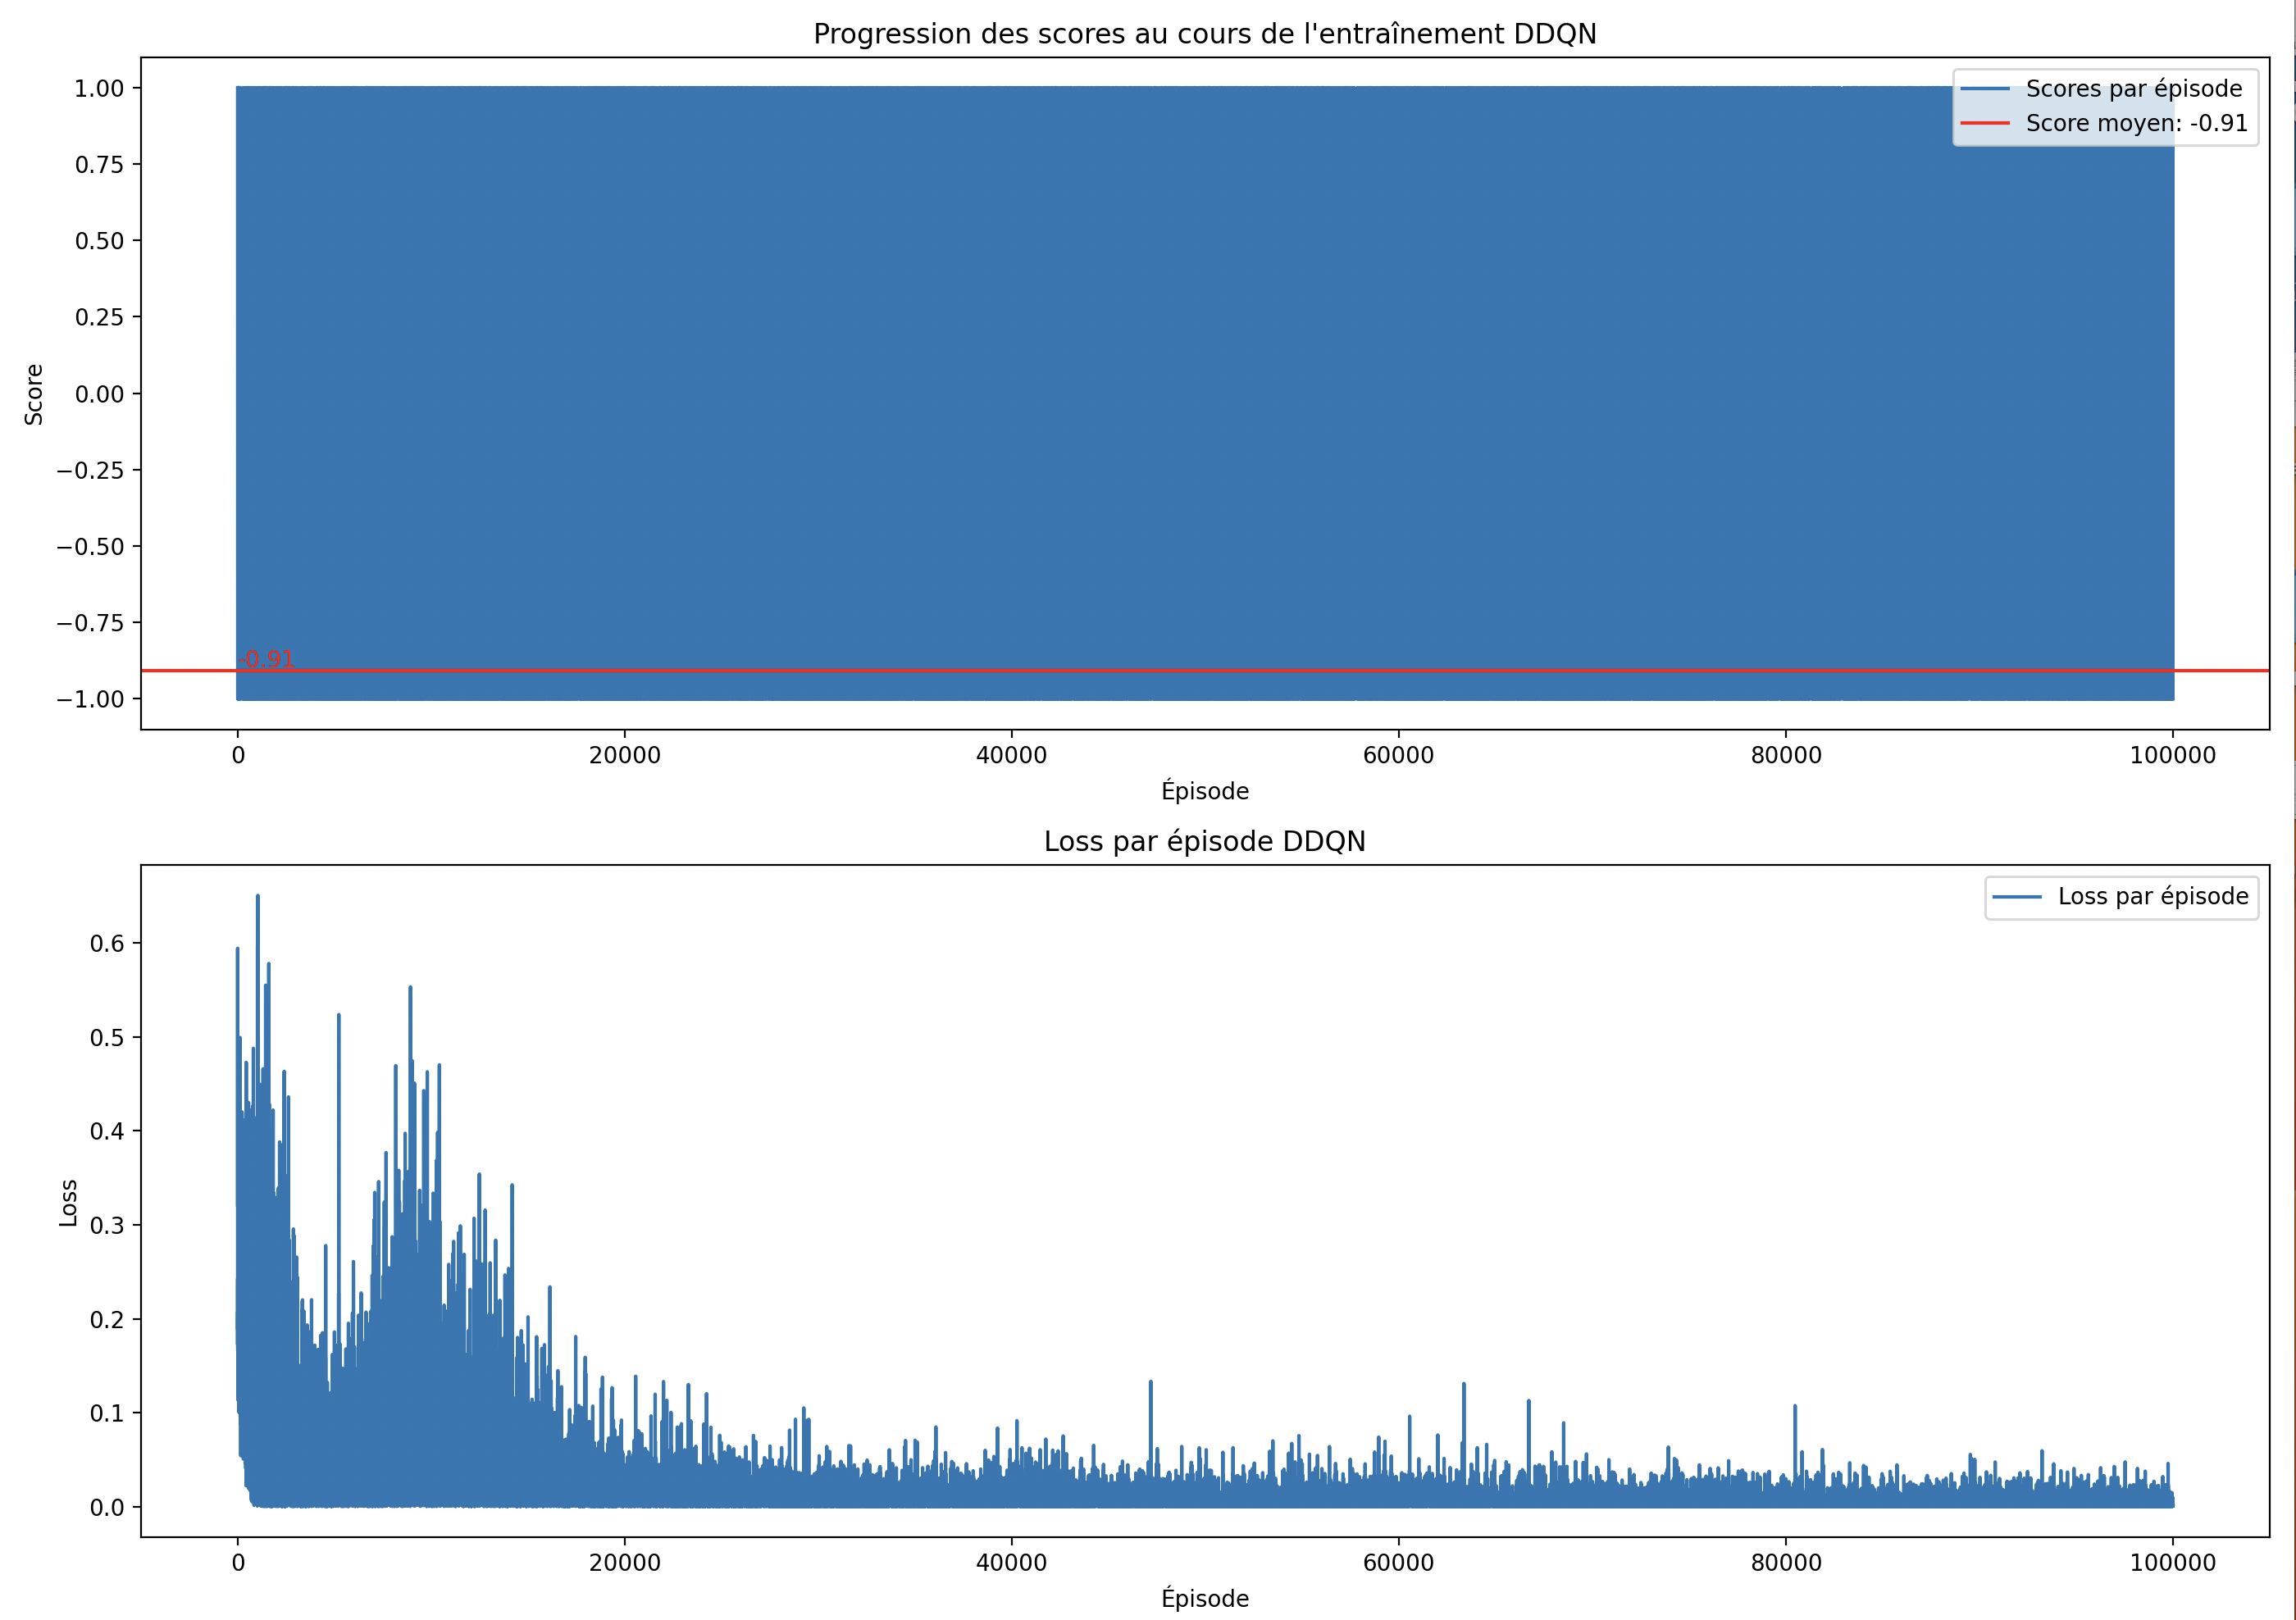 Progression des scores au cours de l'entraînement DDQN
Scores par épisode
Score moyen: -0.91
1.00
0.75
0.50
0.25
0.00
−0.25
−0.50
−0.75
−1.00
Score
-0.91
0 20000 40000 60000 80000 100000
Épisode
Loss par épisode DDQN
Loss par épisode
0.6
0.5
0.4
0.3
0.2
0.1
0.0
Loss
0 20000 40000 60000 80000 100000
Épisode